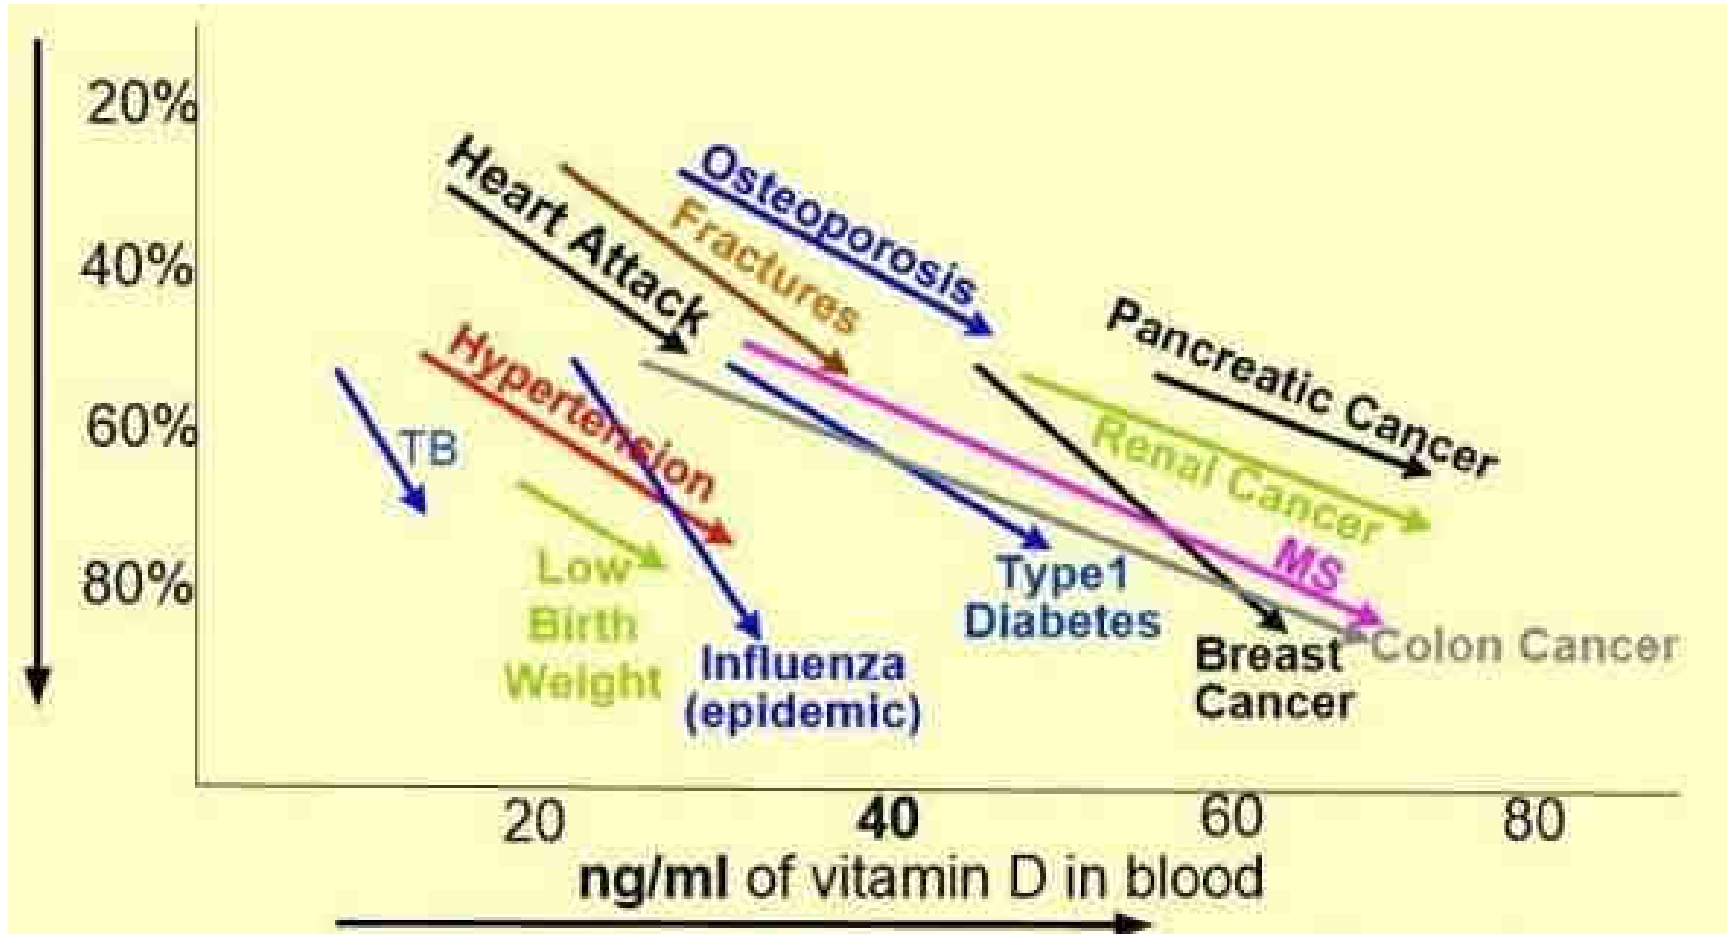 20%
40%
60%
80%
Heart Attack
Fractures
Osteoporosis
Pancreatic Cancer
Hypertension
TB
Renal Cancer
Low
Birth
Weight
Influenza
(epidemic)
Type1
Diabetes
MS
Breast
Cancer
Colon Cancer
20 40 60 80
ng/ml of vitamin D in blood